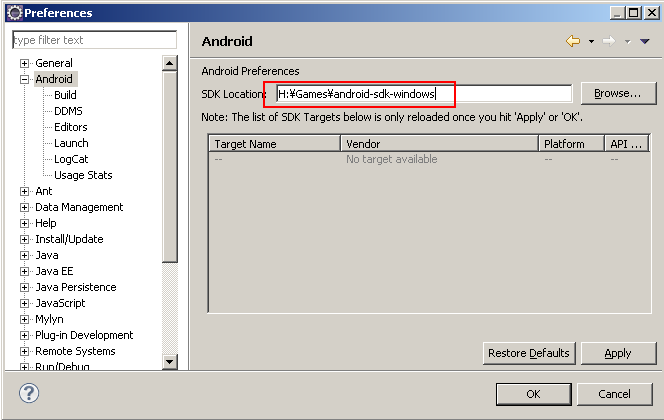 Preferences
type filter text
General
Android
Build
DDMS
Editors
Launch
LogCat
Usage Stats
Ant
Data Management
Help
Install/Update
Java
Java EE
Java Persistence
JavaScript
Mylyn
Plug-in Development
Remote Systems
Run/Debug
Android
Android Preferences
SDK Location: H:¥Games¥android-sdk-windows Browse...
Note: The list of SDK Targets below is only reloaded once you hit 'Apply' or 'OK'.
Target Name Vendor Platform API ...
-- No target available -- --
Restore Defaults Apply
? OK Cancel